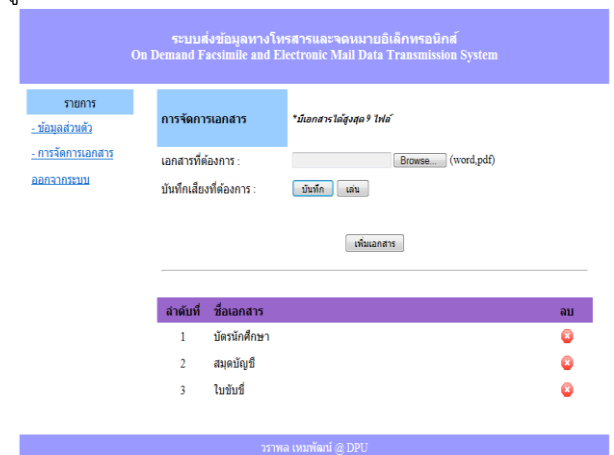 ระบบส่งข้อมูลทางโทรสารและจดหมายอิเล็กทรอนิกส์
On Demand Facsimile and Electronic Mail Data Transmission System
รายการ
- ข้อมูลส่วนตัว
- การจัดการเอกสาร
ออกจากระบบ
การจัดการเอกสาร *มีเอกสารได้สูงสุด 9 ไฟล์
เอกสารที่ต้องการ : Browse... (word,pdf)
บันทึกเสียงที่ต้องการ : บันทึก เล่น
เพิ่มเอกสาร
ลำดับที่ ชื่อเอกสาร ลบ
1 บัตรนักศึกษา
2 สมุดบัญชี
3 ใบขับขี่
วราพล เหมพัฒน์ @ DPU